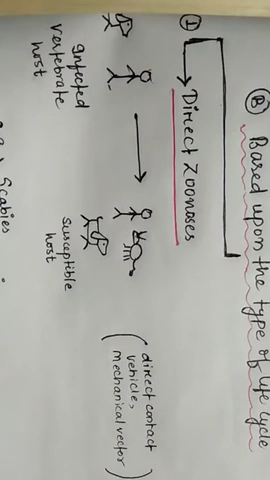 Ⓑ Based upon the type of life cycle
① Direct Zoonoses
Infected
vertebrate
host
Susceptible
host
(direct contact
vehicle,
mechanical vector)
Scabies